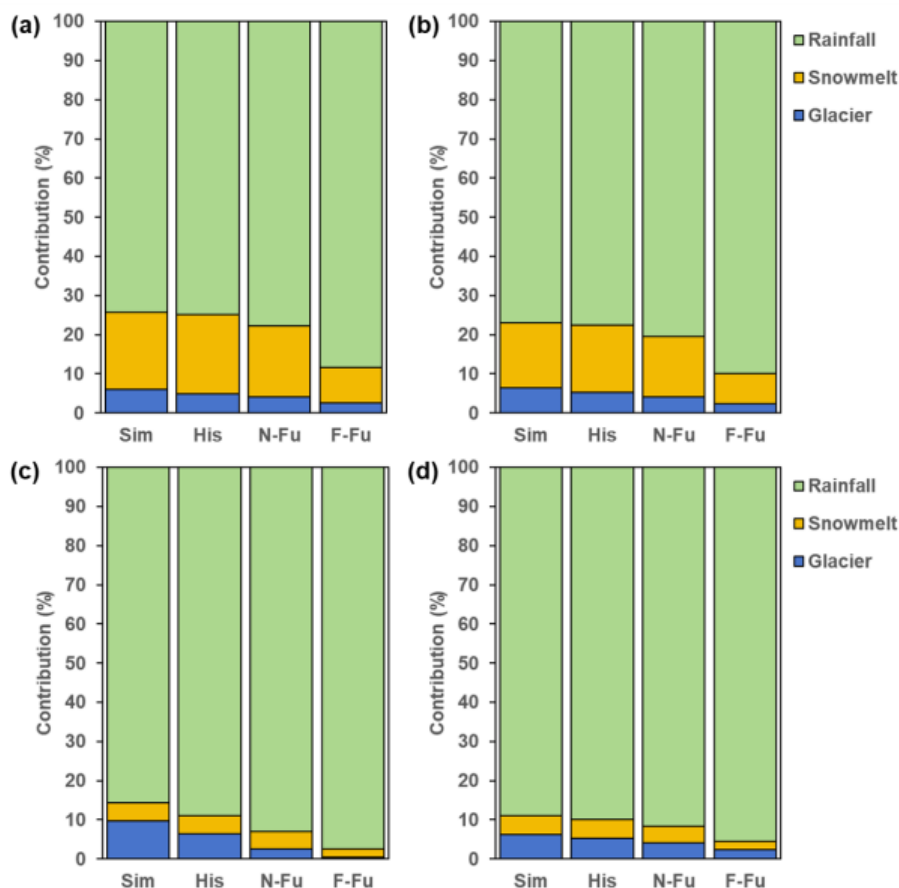 (a)
100
90
80
70
60
50
40
30
20
10
0
Contribution (%)
Sim His N-Fu F-Fu
(b)
100
90
80
70
60
50
40
30
20
10
0
Contribution (%)
Sim His N-Fu F-Fu
Rainfall
Snowmelt
Glacier
(c)
100
90
80
70
60
50
40
30
20
10
0
Contribution (%)
Sim His N-Fu F-Fu
(d)
100
90
80
70
60
50
40
30
20
10
0
Contribution (%)
Sim His N-Fu F-Fu
Rainfall
Snowmelt
Glacier